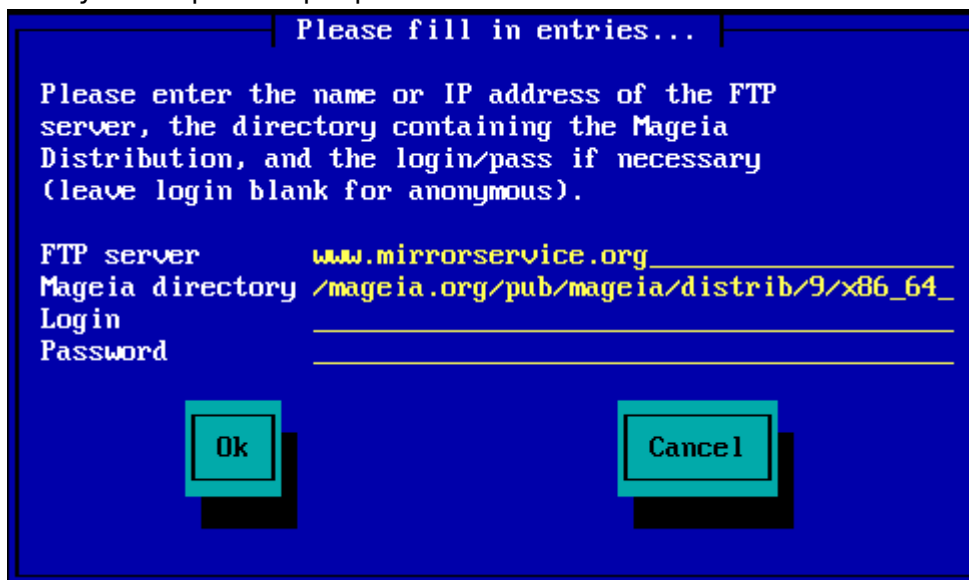 Please fill in entries...
Please enter the name or IP address of the FTP
server, the directory containing the Mageia
Distribution, and the login/pass if necessary
(leave login blank for anonymous).
FTP server www.mirrorservice.org
Mageia directory /mageia.org/pub/mageia/distrib/9/x86_64_
Login
Password
Ok Cancel